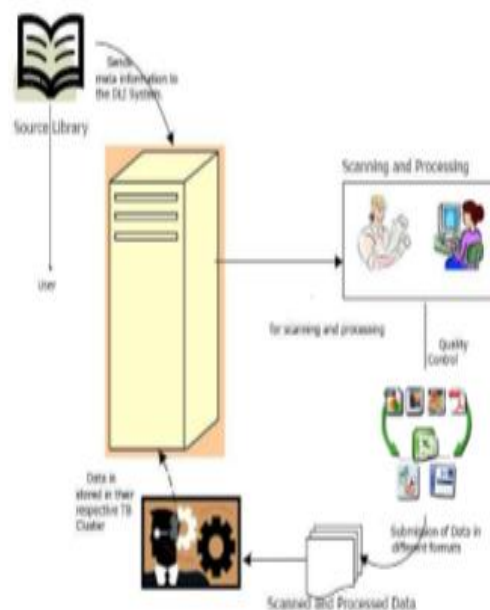 Sends
meta information to
the DLI System.
Source Library
Scanning and Processing
User
for scanning and processing
Quality
Control
Data is
stored in their
respective TB
Cluster
Submission of Data in
different formats
Scanned and Processed Data